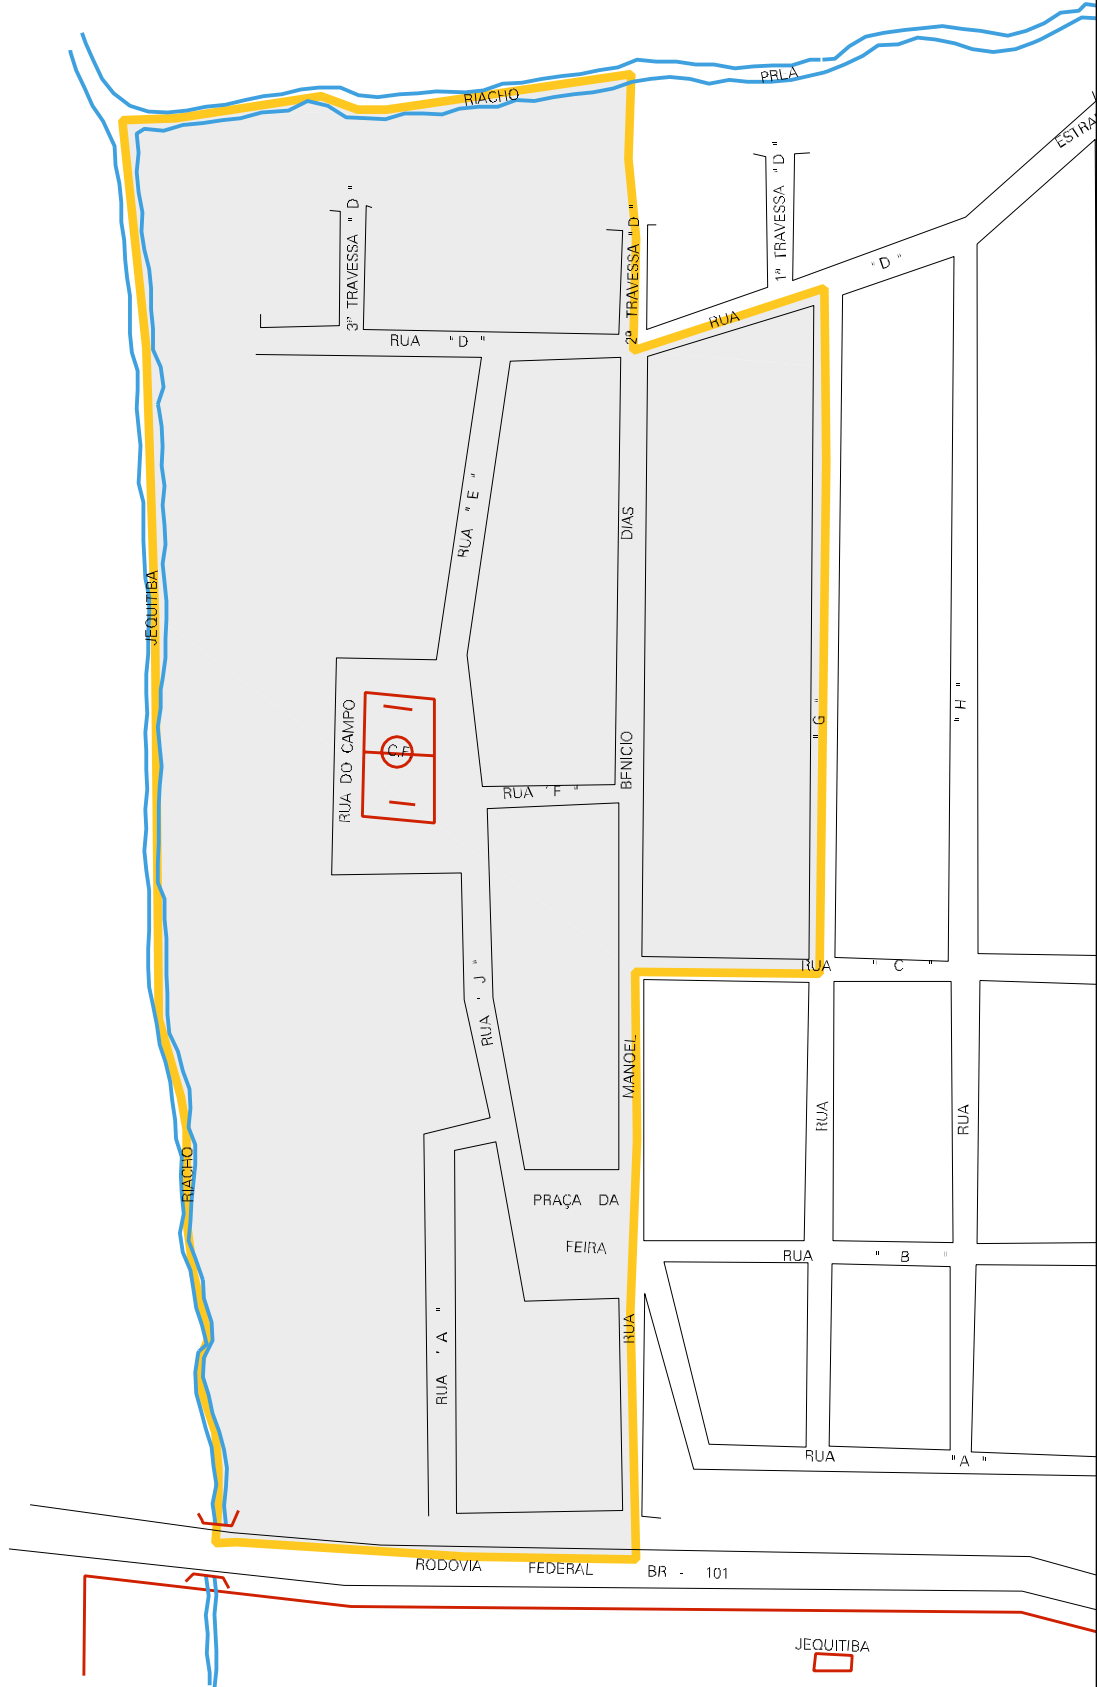 PRLA
RIACHO
ESTRA
1ª TRAVESSA "D"
3ª TRAVESSA "D"
2ª TRAVESSA "D"
"D"
RUA
RUA "D"
RUA "E"
DIAS
JEQUITIBA
"H"
"G"
RUA DO CAMPO
C.F
BENICIO
RUA 'F"
RUA "C"
RUA 'J"
MANOEL
RUA
RUA
RIACHO
PRAÇA DA
FEIRA
RUA "B"
RUA
RUA 'A"
RUA "A"
RODOVIA FEDERAL BR - 101
JEQUITIBA